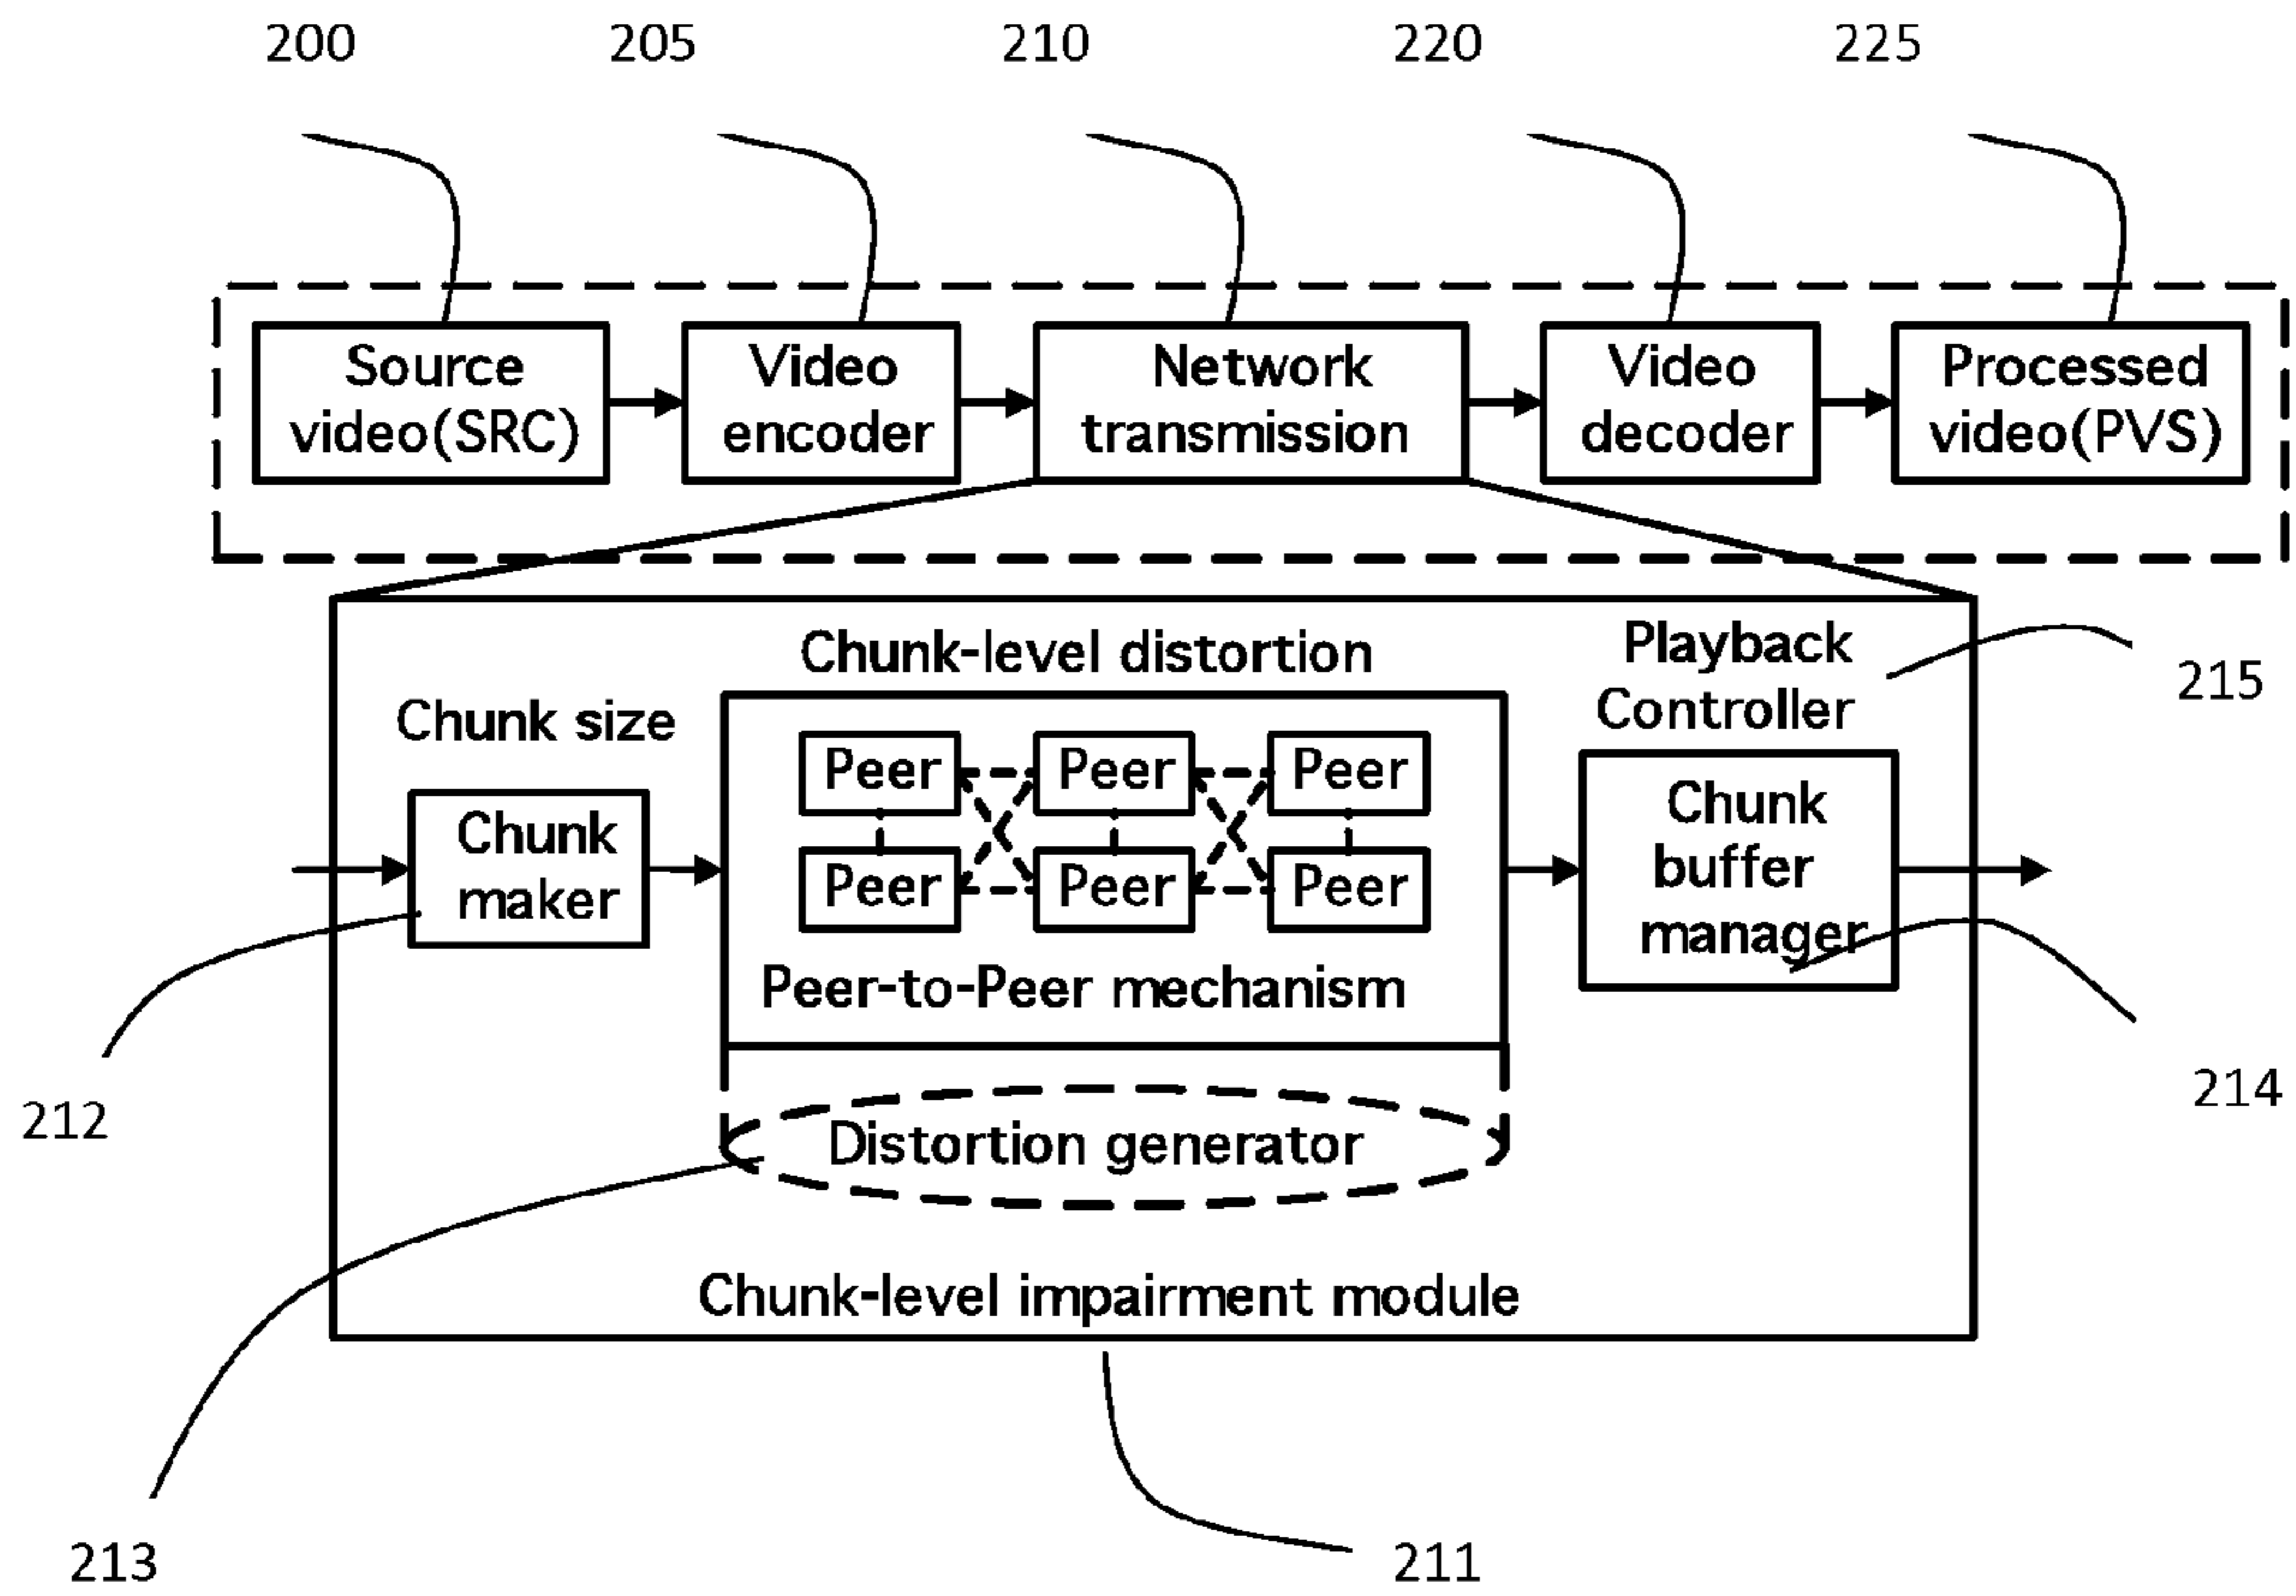 200 205 210 220 225
Source
video(SRC)
Video
encoder
Network
transmission
Video
decoder
Processed
video(PVS)
Chunk-level distortion
Playback
Controller
215
Chunk size
Chunk
maker
Peer Peer Peer
Peer Peer Peer
Peer-to-Peer mechanism
Chunk
buffer
manager
212
214
Distortion generator
Chunk-level impairment module
213
211